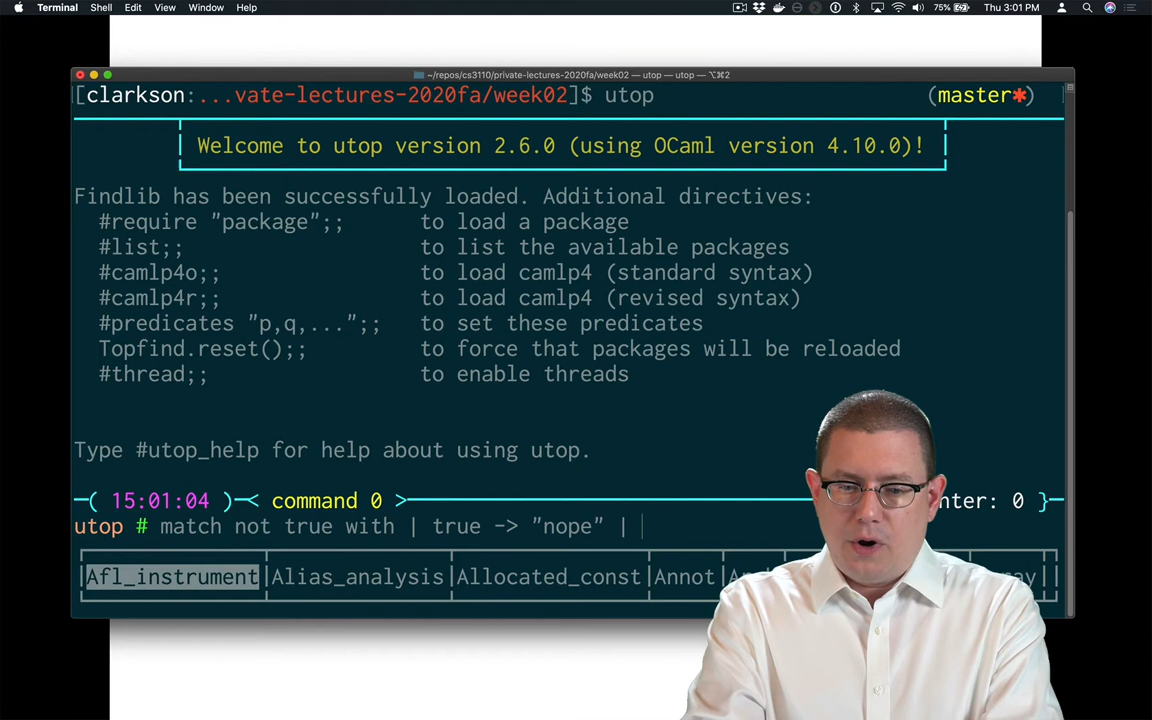 Terminal Shell Edit View Window Help 75% Thu 3:01 PM
~/repos/cs3110/private-lectures-2020fa/week02 — utop — utop — ⌥⌘2
[clarkson:...vate-lectures-2020fa/week02]$ utop (master*)
Welcome to utop version 2.6.0 (using OCaml version 4.10.0)!
Findlib has been successfully loaded. Additional directives:
#require "package";; to load a package
#list;; to list the available packages
#camlp4o;; to load camlp4 (standard syntax)
#camlp4r;; to load camlp4 (revised syntax)
#predicates "p,q,...";; to set these predicates
Topfind.reset();; to force that packages will be reloaded
#thread;; to enable threads
Type #utop_help for help about using utop.
─( 15:01:04 )─< command 0 >─ nter: 0 }─
utop # match not true with | true -> "nope" |
Afl_instrument Alias_analysis Allocated_const Annot